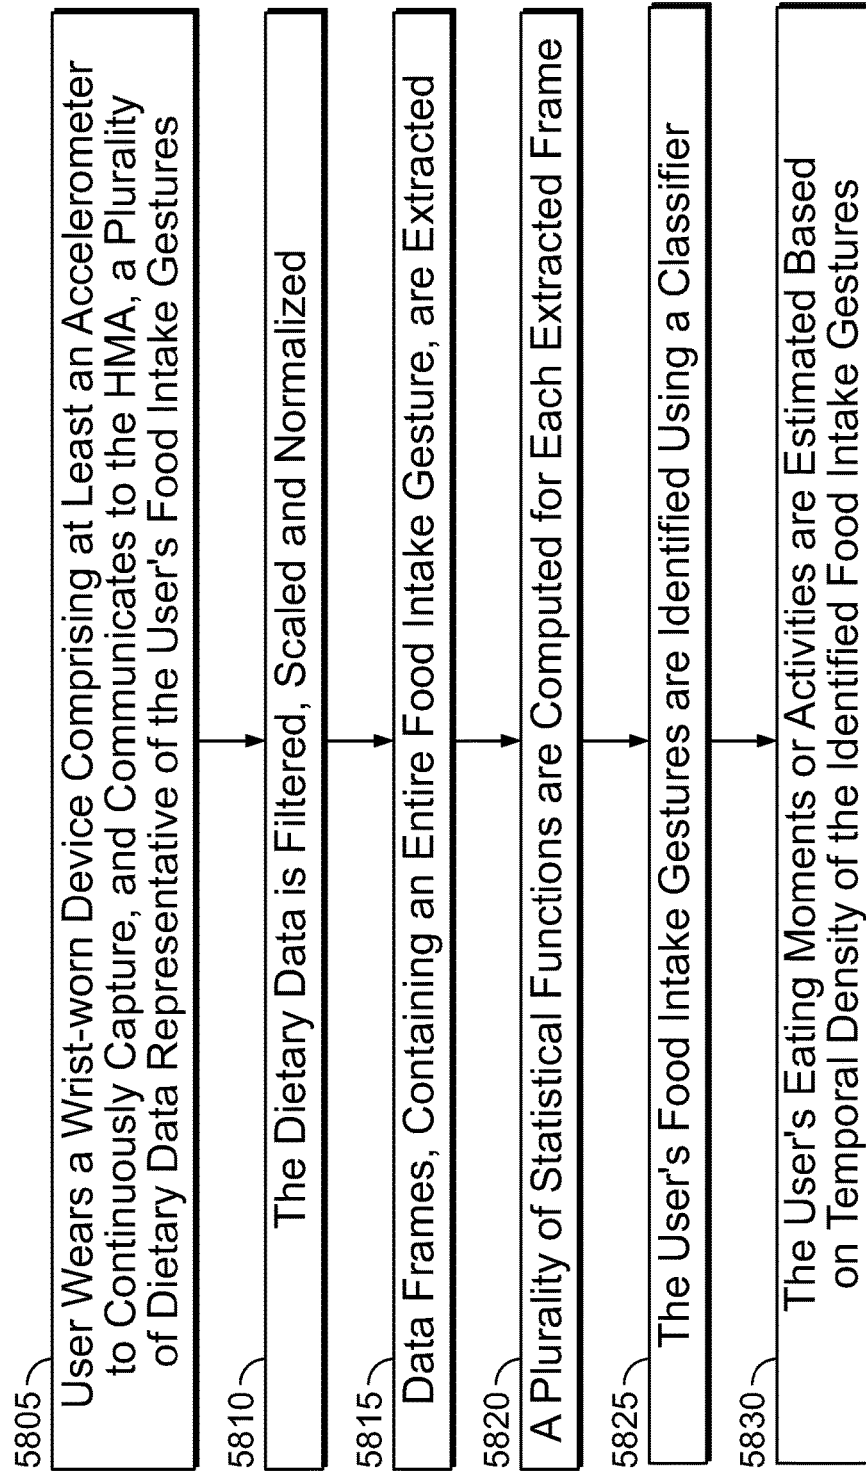 5805
User Wears a Wrist-worn Device Comprising at Least an Accelerometer
to Continuously Capture, and Communicates to the HMA, a Plurality
of Dietary Data Representative of the User's Food Intake Gestures
5810
The Dietary Data is Filtered, Scaled and Normalized
5815
Data Frames, Containing an Entire Food Intake Gesture, are Extracted
5820
A Plurality of Statistical Functions are Computed for Each Extracted Frame
5825
The User's Food Intake Gestures are Identified Using a Classifier
5830
The User's Eating Moments or Activities are Estimated Based
on Temporal Density of the Identified Food Intake Gestures